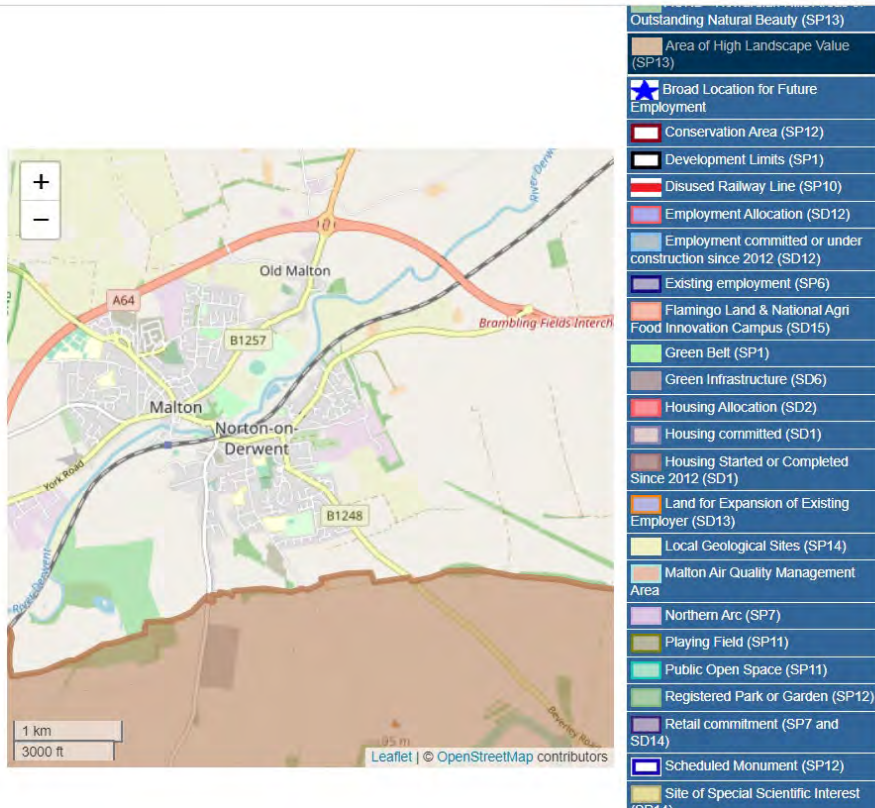 Outstanding Natural Beauty (SP13)
Area of High Landscape Value
(SP13)
Broad Location for Future
Employment
Conservation Area (SP12)
Development Limits (SP1)
Disused Railway Line (SP10)
Employment Allocation (SD12)
Employment committed or under
construction since 2012 (SD12)
Existing employment (SP6)
Flamingo Land & National Agri
Food Innovation Campus (SD15)
Green Belt (SP1)
Green Infrastructure (SD6)
Housing Allocation (SD2)
Housing committed (SD1)
Housing Started or Completed
Since 2012 (SD1)
Land for Expansion of Existing
Employer (SD13)
Local Geological Sites (SP14)
Malton Air Quality Management
Area
Northern Arc (SP7)
Playing Field (SP11)
Public Open Space (SP11)
Registered Park or Garden (SP12)
Retail commitment (SP7 and
SD14)
Scheduled Monument (SP12)
Site of Special Scientific Interest
+
−
River Derwent
Old Malton
A64
Brambling Fields Interch
B1257
Malton
Norton-on-
Derwent
York Road
B1248
River Derwent
Beverley Road
95 m
1 km
3000 ft
Leaflet | © OpenStreetMap contributors